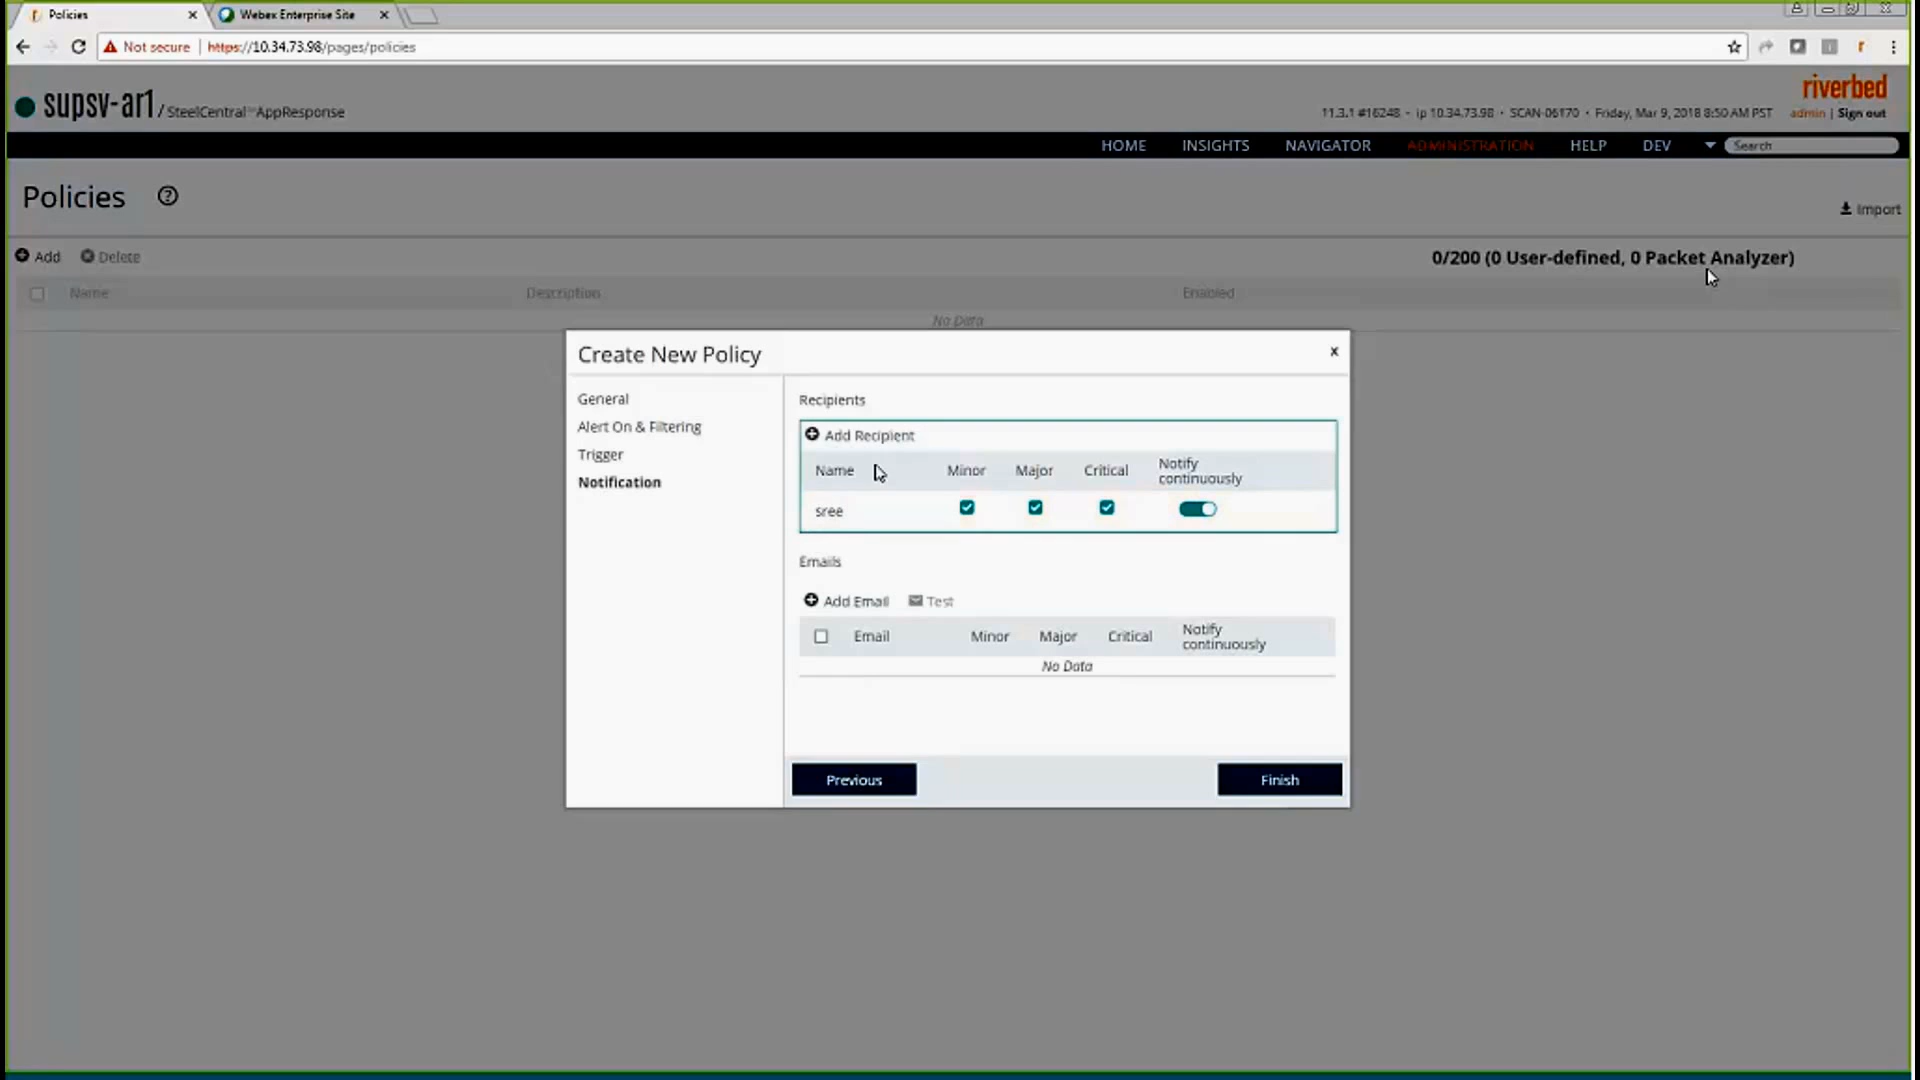 Policies
Webex Enterprise Site
Not secure | https://10.34.73.98/pages/policies
riverbed
supsv-ar1 / SteelCentral™AppResponse
11.3.1 #16248 - ip 10.34.73.98 • SCAN-06170 • Friday, Mar 9, 2018 8:50 AM PST
admin | Sign out
HOME INSIGHTS NAVIGATOR ADMINISTRATION HELP DEV Search
Policies
Import
Add Delete
0/200 (0 User-defined, 0 Packet Analyzer)
Name Description Enabled
No Data
Create New Policy
General
Alert On & Filtering
Trigger
Notification
Recipients
Add Recipient
Name Minor Major Critical Notify continuously
sree
Emails
Add Email Test
Email Minor Major Critical Notify continuously
No Data
Previous Finish